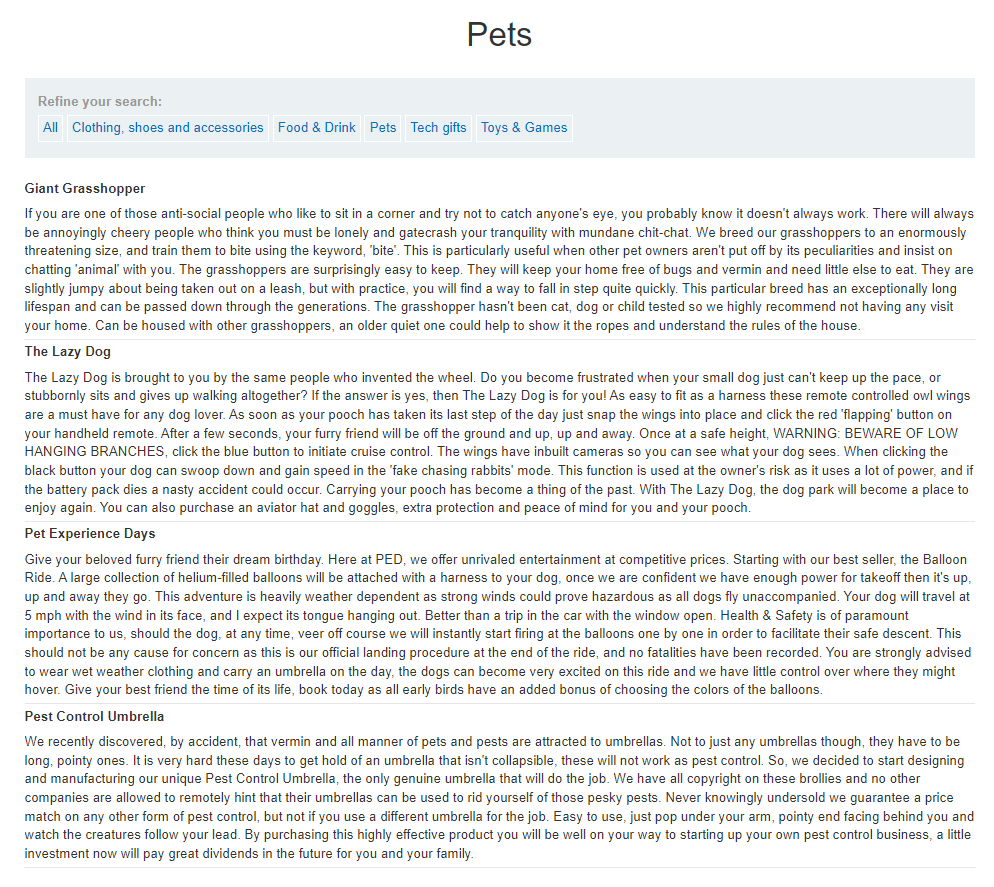 Pets
Refine your search:
All Clothing, shoes and accessories Food & Drink Pets Tech gifts Toys & Games
Giant Grasshopper
If you are one of those anti-social people who like to sit in a corner and try not to catch anyone's eye, you probably know it doesn't always work. There will always
be annoyingly cheery people who think you must be lonely and gatecrash your tranquility with mundane chit-chat. We breed our grasshoppers to an enormously
threatening size, and train them to bite using the keyword, 'bite'. This is particularly useful when other pet owners aren't put off by its peculiarities and insist on
chatting 'animal' with you. The grasshoppers are surprisingly easy to keep. They will keep your home free of bugs and vermin and need little else to eat. They are
slightly jumpy about being taken out on a leash, but with practice, you will find a way to fall in step quite quickly. This particular breed has an exceptionally long
lifespan and can be passed down through the generations. The grasshopper hasn't been cat, dog or child tested so we highly recommend not having any visit
your home. Can be housed with other grasshoppers, an older quiet one could help to show it the ropes and understand the rules of the house.
The Lazy Dog
The Lazy Dog is brought to you by the same people who invented the wheel. Do you become frustrated when your small dog just can't keep up the pace, or
stubbornly sits and gives up walking altogether? If the answer is yes, then The Lazy Dog is for you! As easy to fit as a harness these remote controlled owl wings
are a must have for any dog lover. As soon as your pooch has taken its last step of the day just snap the wings into place and click the red 'flapping' button on
your handheld remote. After a few seconds, your furry friend will be off the ground and up, up and away. Once at a safe height, WARNING: BEWARE OF LOW
HANGING BRANCHES, click the blue button to initiate cruise control. The wings have inbuilt cameras so you can see what your dog sees. When clicking the
black button your dog can swoop down and gain speed in the 'fake chasing rabbits' mode. This function is used at the owner's risk as it uses a lot of power, and if
the battery pack dies a nasty accident could occur. Carrying your pooch has become a thing of the past. With The Lazy Dog, the dog park will become a place to
enjoy again. You can also purchase an aviator hat and goggles, extra protection and peace of mind for you and your pooch.
Pet Experience Days
Give your beloved furry friend their dream birthday. Here at PED, we offer unrivaled entertainment at competitive prices. Starting with our best seller, the Balloon
Ride. A large collection of helium-filled balloons will be attached with a harness to your dog, once we are confident we have enough power for takeoff then it's up,
up and away they go. This adventure is heavily weather dependent as strong winds could prove hazardous as all dogs fly unaccompanied. Your dog will travel at
5 mph with the wind in its face, and I expect its tongue hanging out. Better than a trip in the car with the window open. Health & Safety is of paramount
importance to us, should the dog, at any time, veer off course we will instantly start firing at the balloons one by one in order to facilitate their safe descent. This
should not be any cause for concern as this is our official landing procedure at the end of the ride, and no fatalities have been recorded. You are strongly advised
to wear wet weather clothing and carry an umbrella on the day, the dogs can become very excited on this ride and we have little control over where they might
hover. Give your best friend the time of its life, book today as all early birds have an added bonus of choosing the colors of the balloons.
Pest Control Umbrella
We recently discovered, by accident, that vermin and all manner of pets and pests are attracted to umbrellas. Not to just any umbrellas though, they have to be
long, pointy ones. It is very hard these days to get hold of an umbrella that isn't collapsible, these will not work as pest control. So, we decided to start designing
and manufacturing our unique Pest Control Umbrella, the only genuine umbrella that will do the job. We have all copyright on these brollies and no other
companies are allowed to remotely hint that their umbrellas can be used to rid yourself of those pesky pests. Never knowingly undersold we guarantee a price
match on any other form of pest control, but not if you use a different umbrella for the job. Easy to use, just pop under your arm, pointy end facing behind you and
watch the creatures follow your lead. By purchasing this highly effective product you will be well on your way to starting up your own pest control business, a little
investment now will pay great dividends in the future for you and your family.